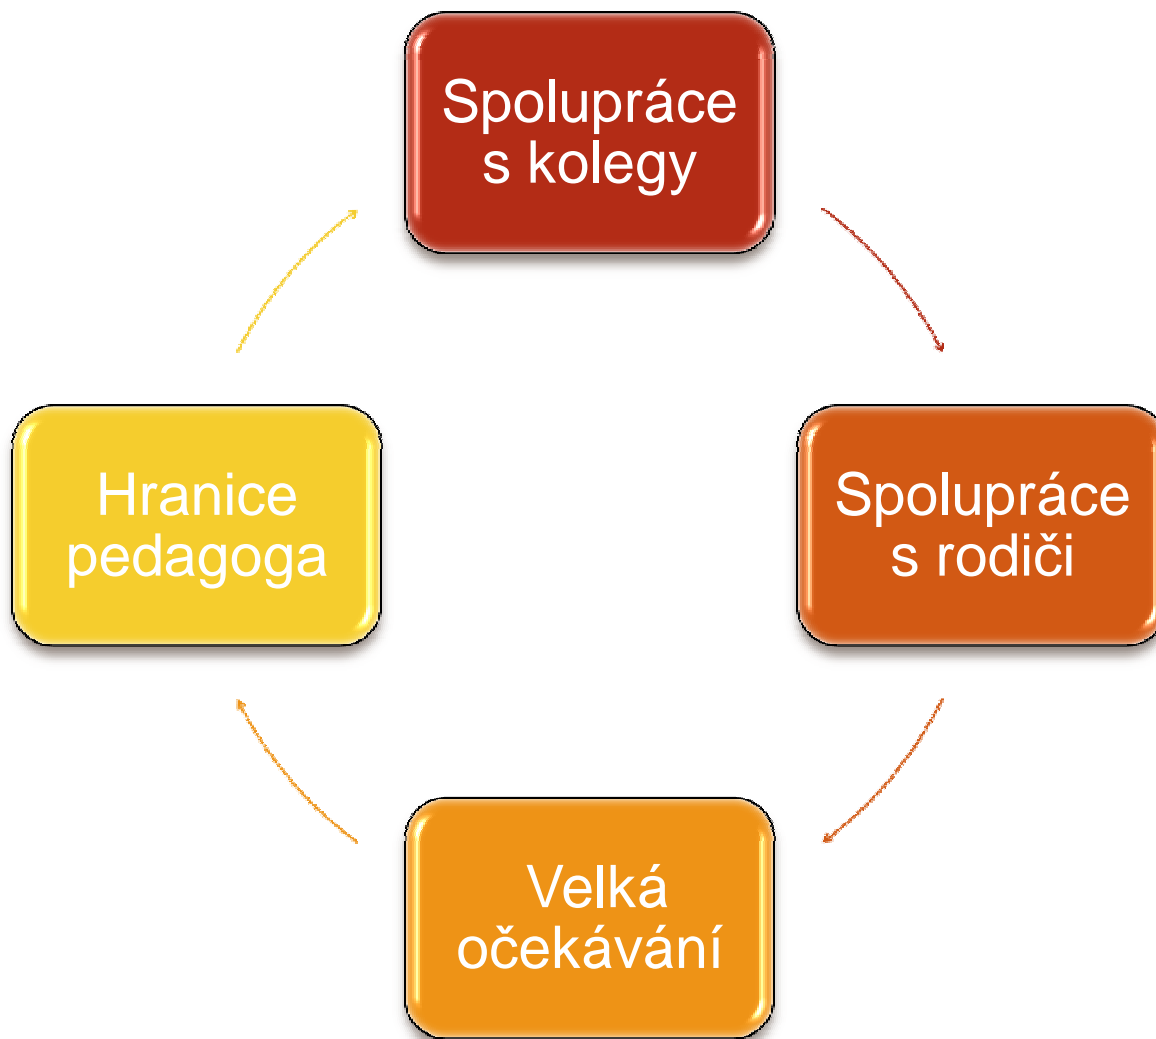 Spolupráce
s kolegy
Spolupráce
s rodiči
Velká
očekávání
Hranice
pedagoga